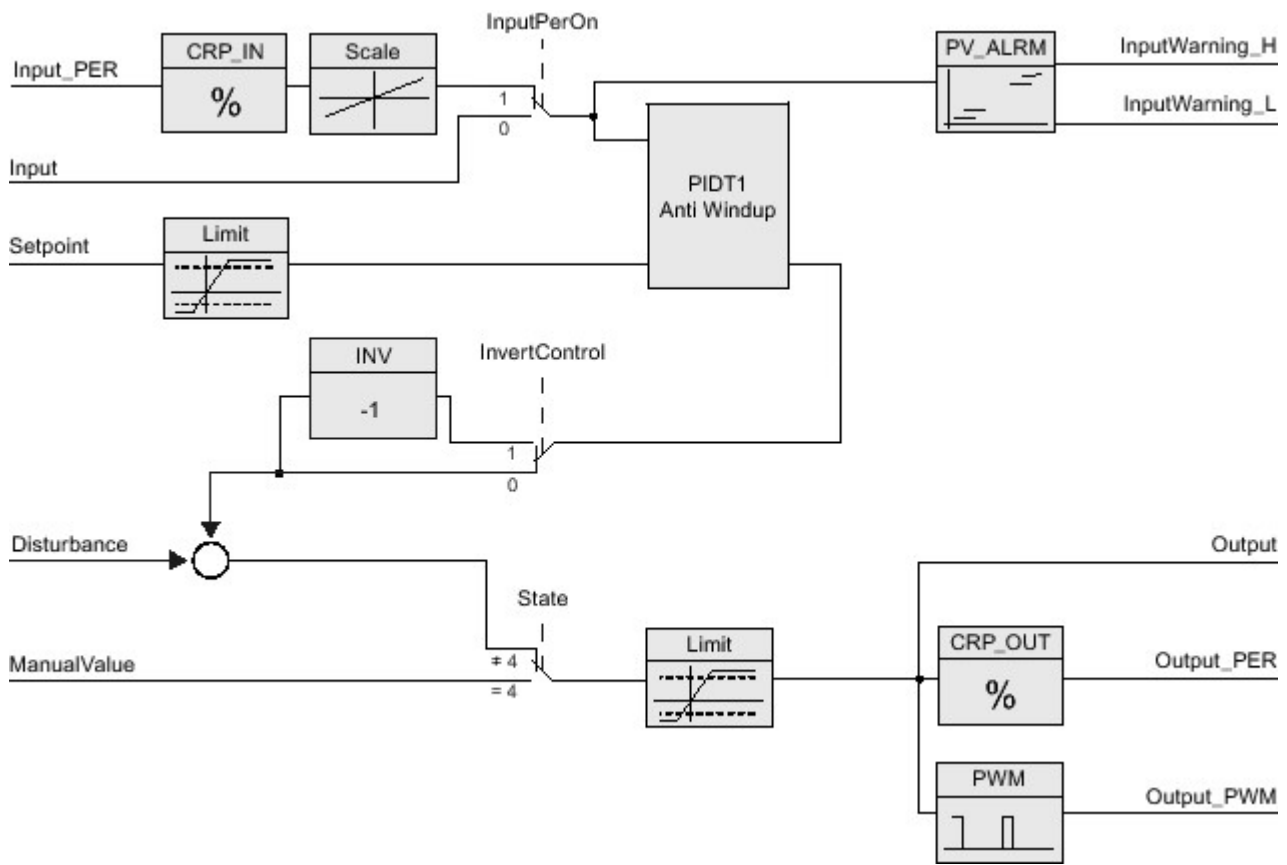 InputPerOn
CRP_IN
Scale
PV_ALRM
InputWarning_H
Input_PER
%
1
0
InputWarning_L
Input
PIDT1
Anti Windup
Limit
Setpoint
INV
InvertControl
-1
1
0
Disturbance
Output
State
Limit
CRP_OUT
ManualValue
≠ 4
= 4
%
Output_PER
PWM
Output_PWM